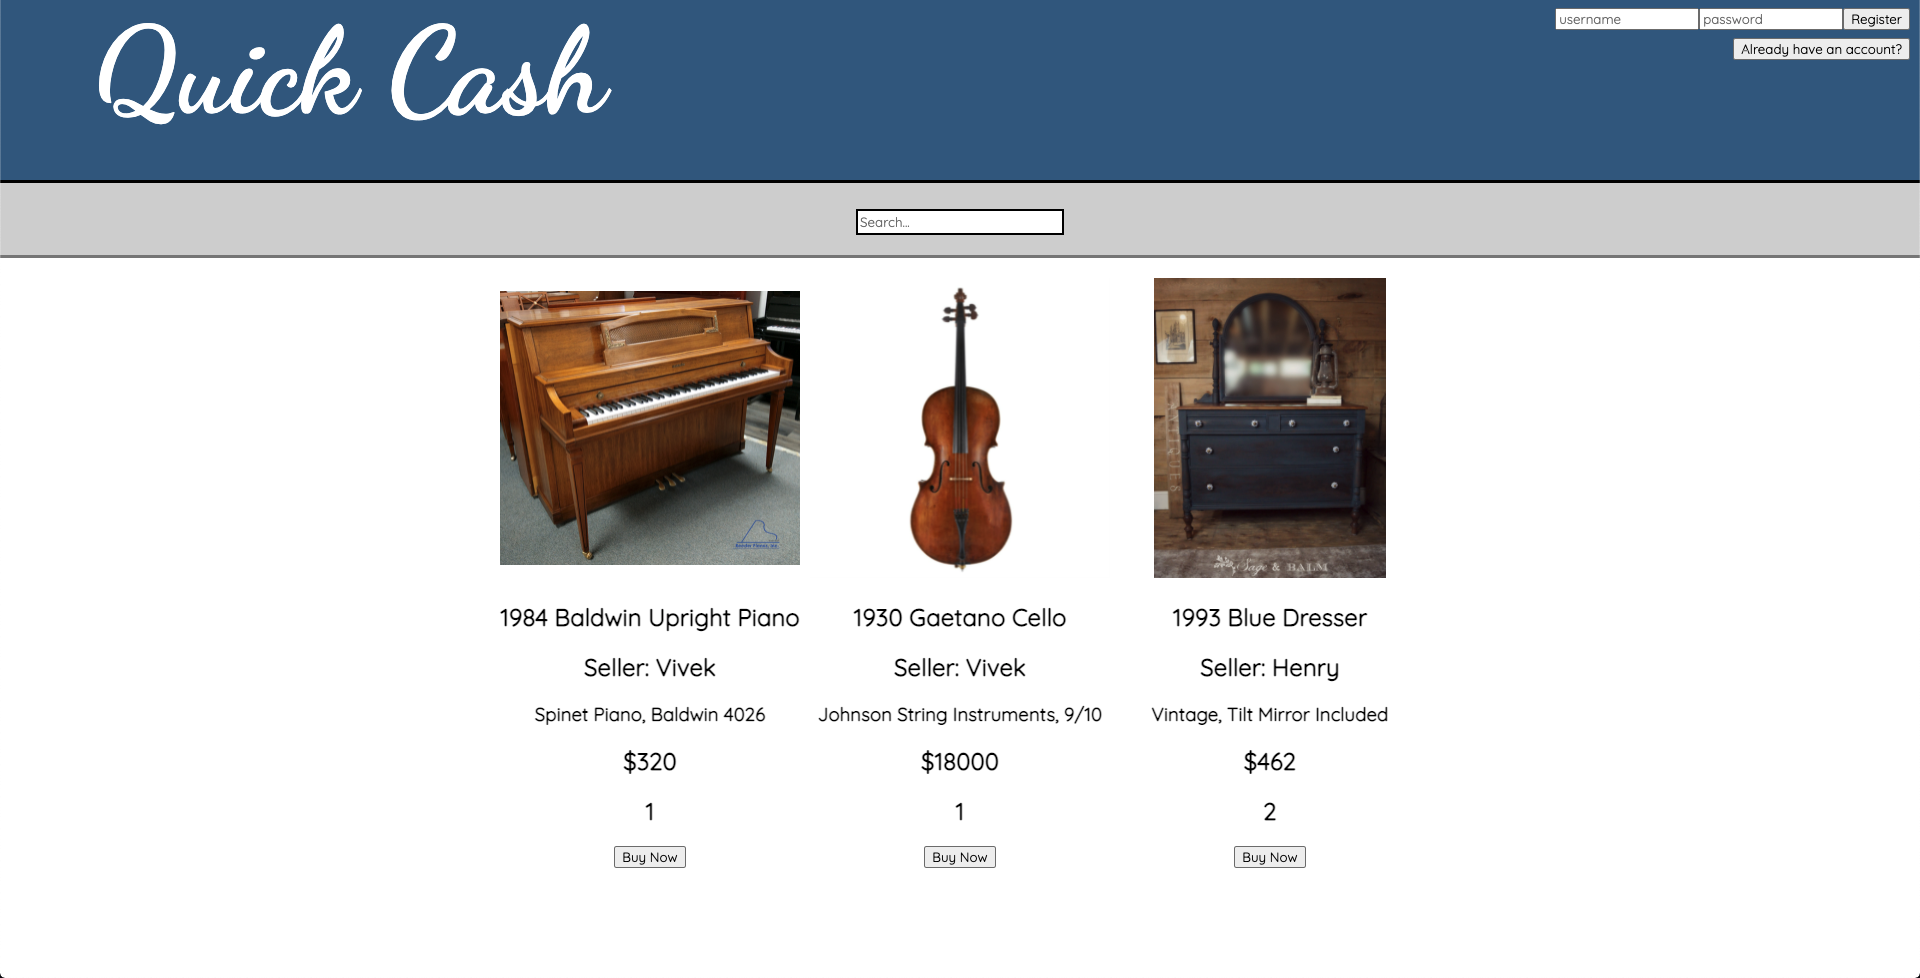 Quick Cash
username password Register
Already have an account?
Search...
Sage & BALM
1984 Baldwin Upright Piano
Seller: Vivek
Spinet Piano, Baldwin 4026
$320
1
Buy Now
1930 Gaetano Cello
Seller: Vivek
Johnson String Instruments, 9/10
$18000
1
Buy Now
1993 Blue Dresser
Seller: Henry
Vintage, Tilt Mirror Included
$462
2
Buy Now